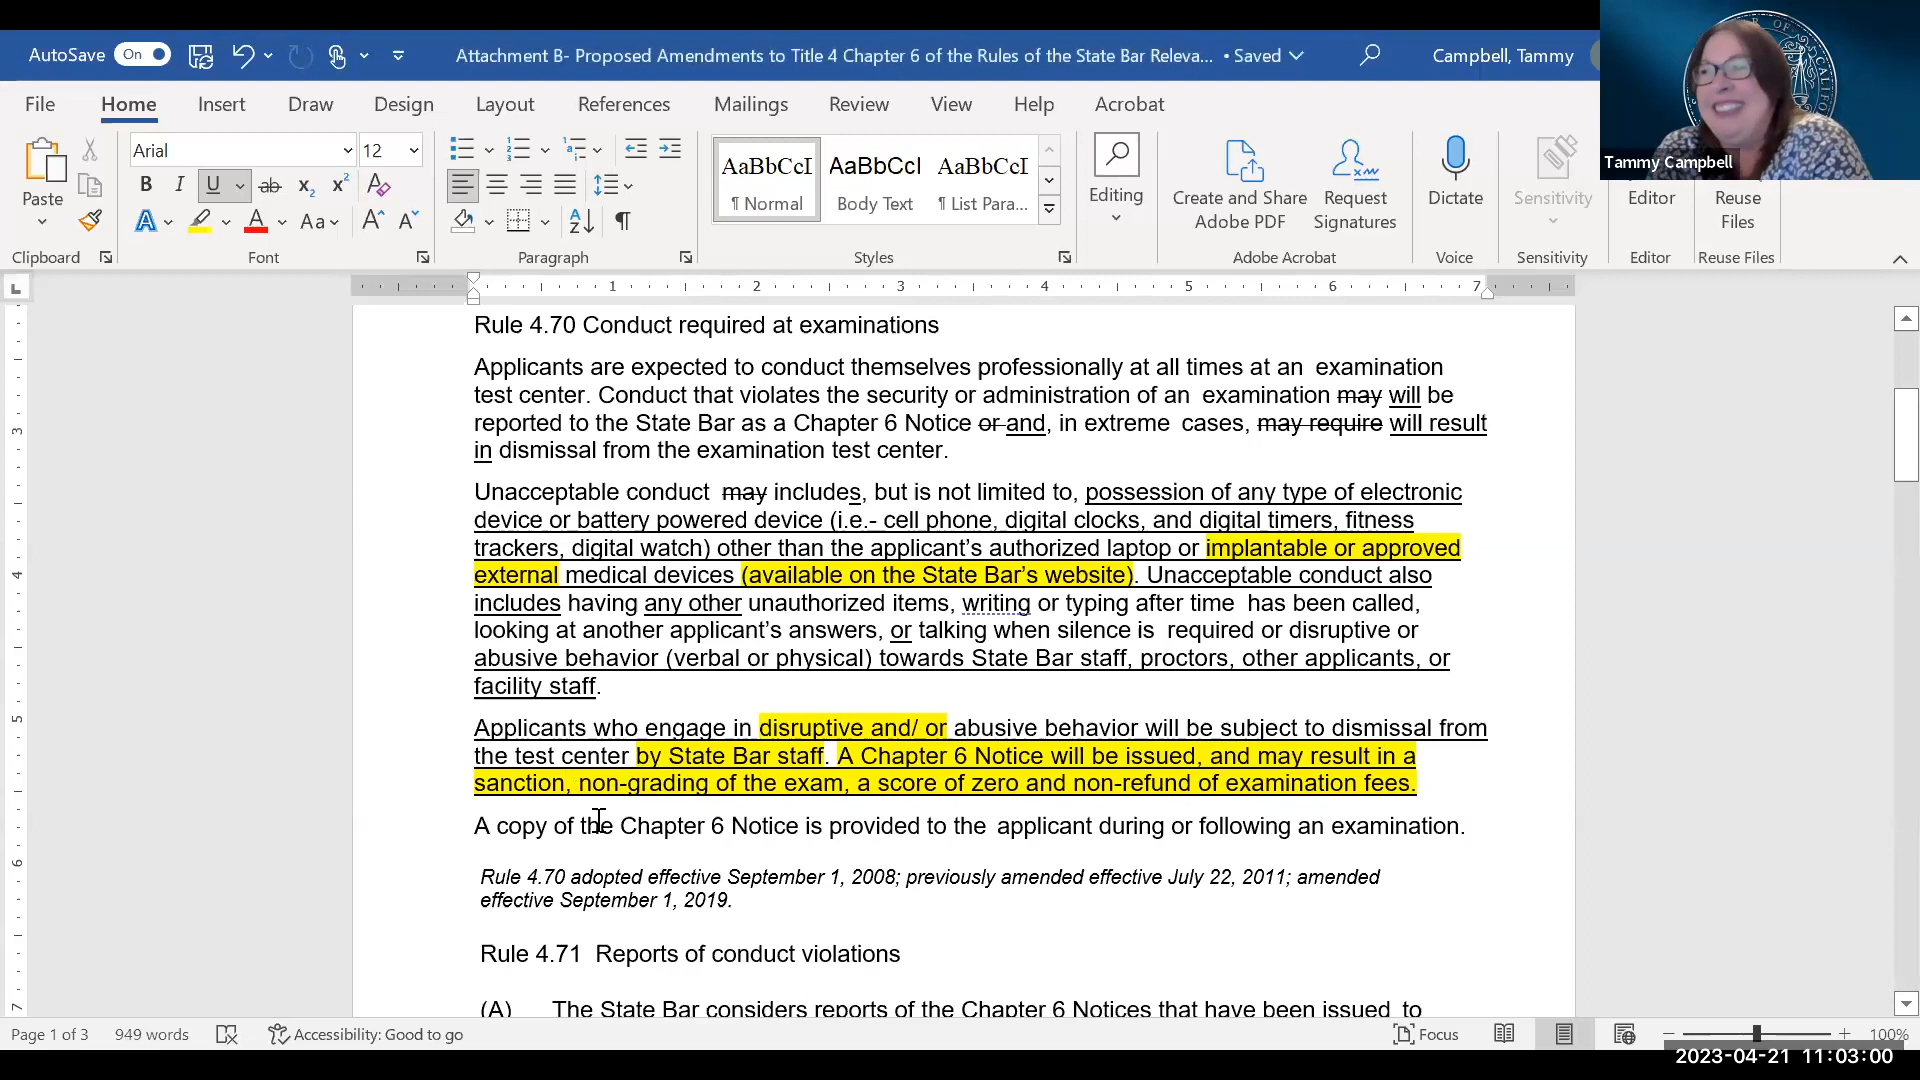 AutoSave On Attachment B- Proposed Amendments to Title 4 Chapter 6 of the Rules of the State Bar Releva... • Saved Campbell, Tammy
File Home Insert Draw Design Layout References Mailings Review View Help Acrobat
Tammy Campbell
Arial 12
AaBbCcI AaBbCcI AaBbCcI
¶ Normal Body Text ¶ List Para...
Paste
Editing
Create and Share Adobe PDF
Request Signatures
Dictate
Sensitivity
Editor
Reuse Files
Clipboard Font Paragraph Styles Adobe Acrobat Voice Sensitivity Editor Reuse Files
1 2 3 4 5 6 7
Rule 4.70 Conduct required at examinations
Applicants are expected to conduct themselves professionally at all times at an examination
test center. Conduct that violates the security or administration of an examination may will be
reported to the State Bar as a Chapter 6 Notice or and, in extreme cases, may require will result
in dismissal from the examination test center.
Unacceptable conduct may includes, but is not limited to, possession of any type of electronic
device or battery powered device (i.e.- cell phone, digital clocks, and digital timers, fitness
trackers, digital watch) other than the applicant's authorized laptop or implantable or approved
external medical devices (available on the State Bar's website). Unacceptable conduct also
includes having any other unauthorized items, writing or typing after time has been called,
looking at another applicant's answers, or talking when silence is required or disruptive or
abusive behavior (verbal or physical) towards State Bar staff, proctors, other applicants, or
facility staff.
Applicants who engage in disruptive and/ or abusive behavior will be subject to dismissal from
the test center by State Bar staff. A Chapter 6 Notice will be issued, and may result in a
sanction, non-grading of the exam, a score of zero and non-refund of examination fees.
A copy of the Chapter 6 Notice is provided to the applicant during or following an examination.
Rule 4.70 adopted effective September 1, 2008; previously amended effective July 22, 2011; amended
effective September 1, 2019.
Rule 4.71 Reports of conduct violations
(A) The State Bar considers reports of the Chapter 6 Notices that have been issued to
3
4
5
6
7
Page 1 of 3 949 words Accessibility: Good to go Focus 100%
2023-04-21 11:03:00